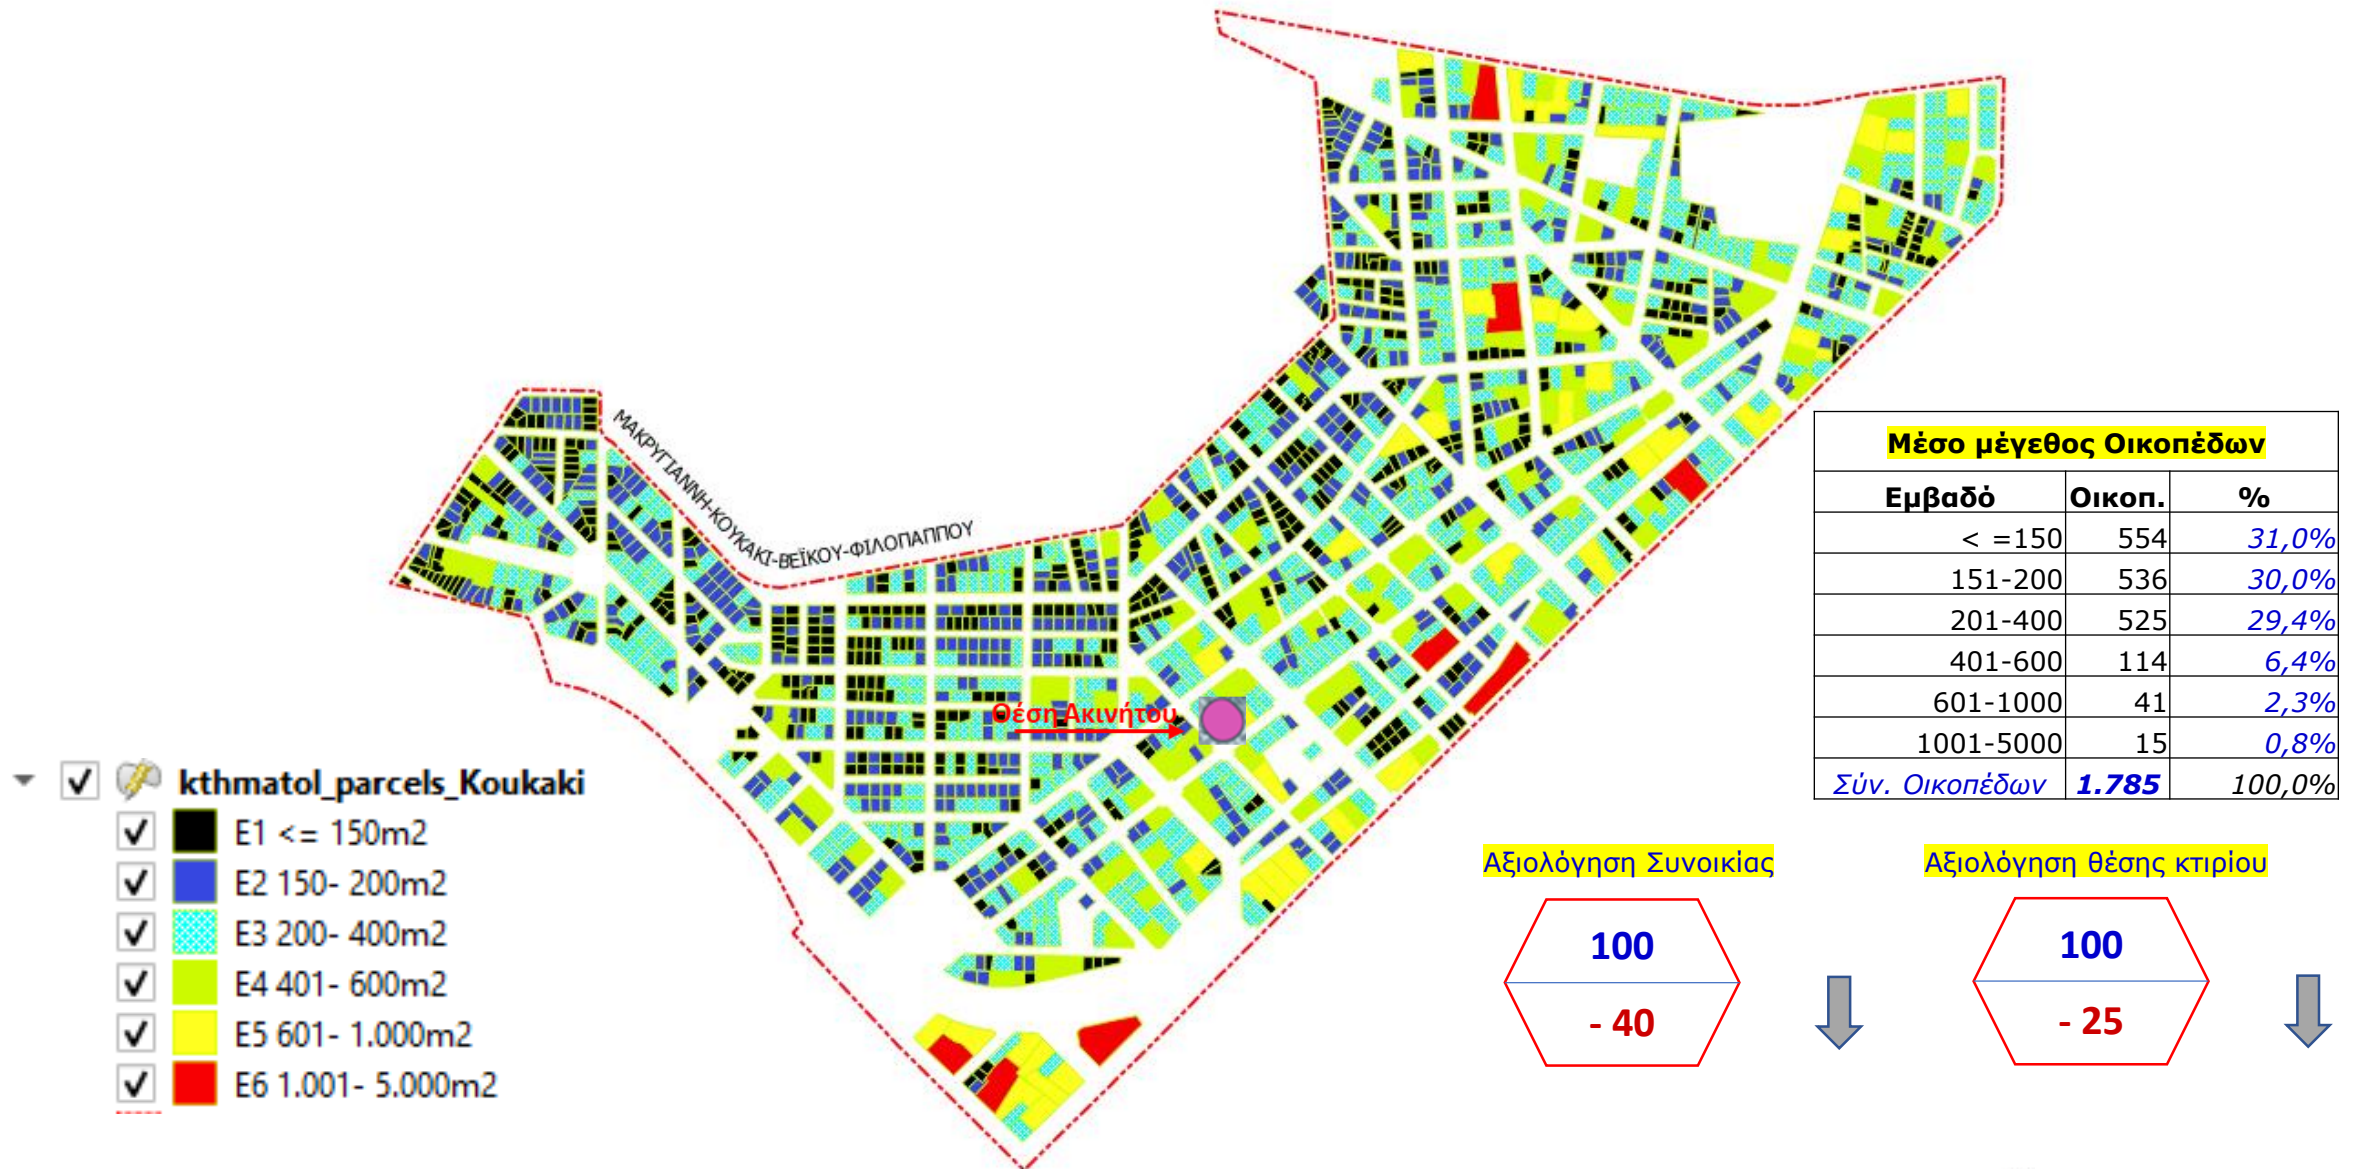 ΜΑΚΡΥΓΙΑΝΝΗ-ΚΟΥΚΑΚΙ-ΒΕΪΚΟΥ-ΦΙΛΟΠΑΠΠΟΥ
Θέση Ακινήτου
kthmatol_parcels_Koukaki
E1 <= 150m2
E2 150- 200m2
E3 200- 400m2
E4 401- 600m2
E5 601- 1.000m2
E6 1.001- 5.000m2
Μέσο μέγεθος Οικοπέδων
Εμβαδό Οικοπ. %
< =150 554 31,0%
151-200 536 30,0%
201-400 525 29,4%
401-600 114 6,4%
601-1000 41 2,3%
1001-5000 15 0,8%
Σύν. Οικοπέδων 1.785 100,0%
Αξιολόγηση Συνοικίας
100
- 40
Αξιολόγηση θέσης κτιρίου
100
- 25